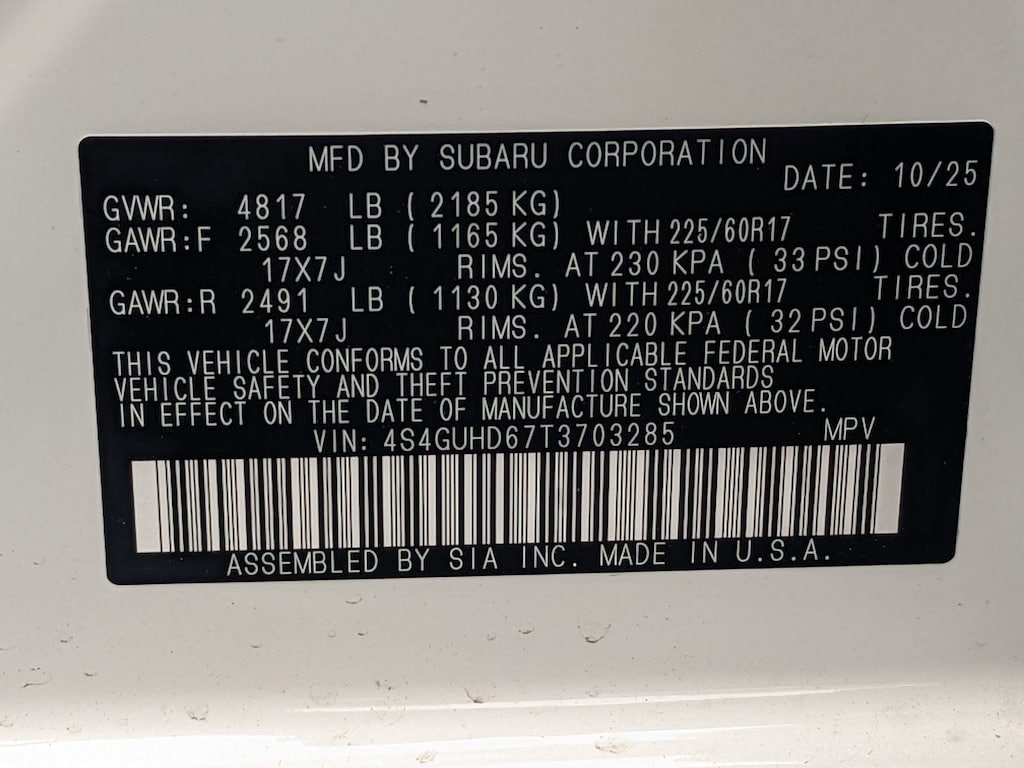 MFD BY SUBARU CORPORATION
DATE: 10/25
GVWR: 4817 LB ( 2185 KG)
GAWR:F 2568 LB ( 1165 KG) WITH 225/60R17 TIRES.
17X7J RIMS. AT 230 KPA ( 33 PSI) COLD
GAWR:R 2491 LB ( 1130 KG) WITH 225/60R17 TIRES.
17X7J RIMS. AT 220 KPA ( 32 PSI) COLD
THIS VEHICLE CONFORMS TO ALL APPLICABLE FEDERAL MOTOR
VEHICLE SAFETY AND THEFT PREVENTION STANDARDS
IN EFFECT ON THE DATE OF MANUFACTURE SHOWN ABOVE.
VIN: 4S4GUHD67T3703285 MPV
ASSEMBLED BY SIA INC. MADE IN U.S.A.